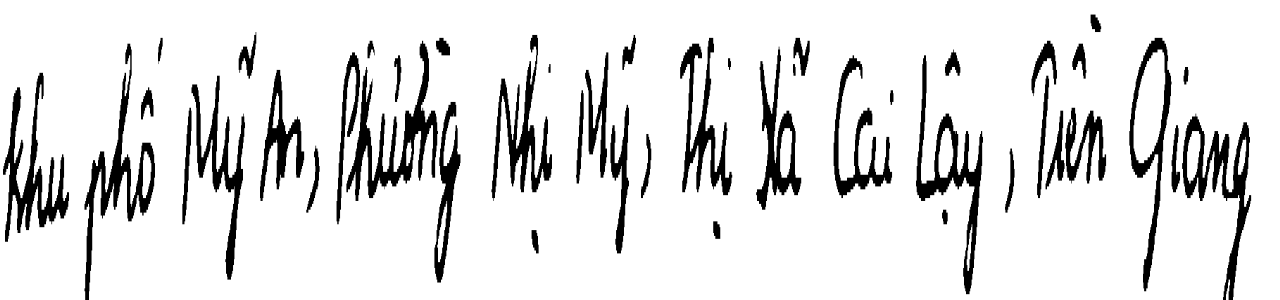 Khu phố Mỹ An, Phường Nhị Mỹ, Thị Xã Cai Lậy, Tiền Giang